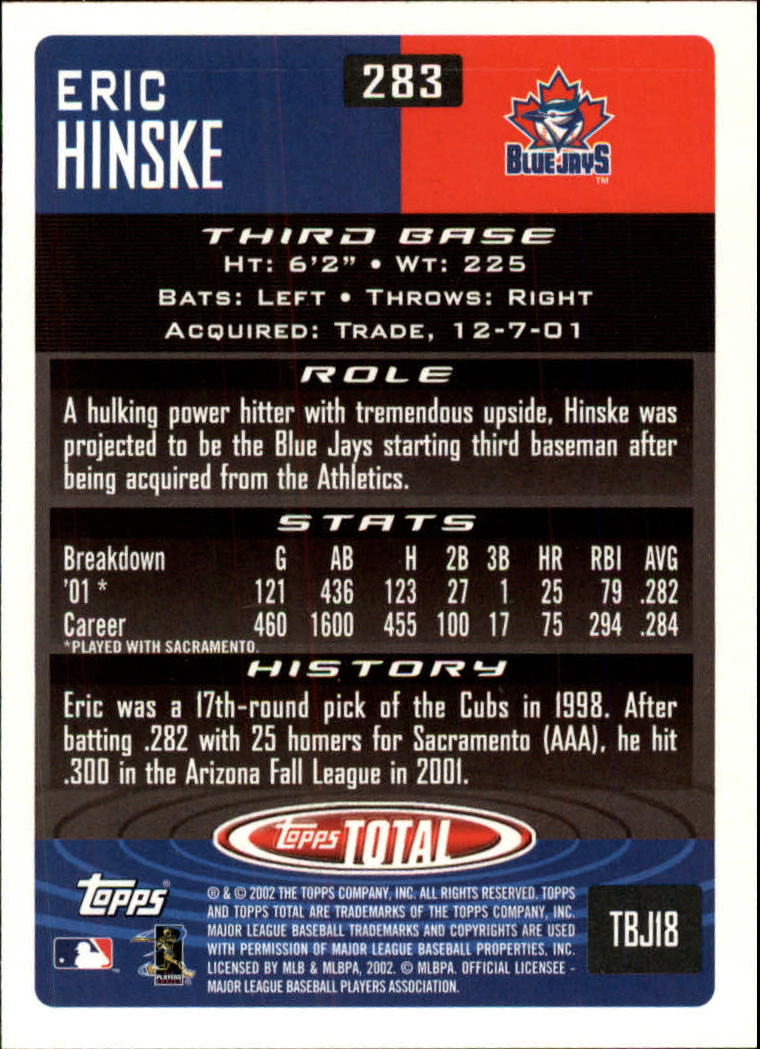 283
ERIC
HINSKE
BLUE JAYS
TM
THIRD BASE
HT: 6'2" • WT: 225
BATS: LEFT • THROWS: RIGHT
ACQUIRED: TRADE, 12-7-01
ROLE
A hulking power hitter with tremendous upside, Hinske was
projected to be the Blue Jays starting third baseman after
being acquired from the Athletics.
STATS
Breakdown G AB H 2B 3B HR RBI AVG
'01 * 121 436 123 27 1 25 79 .282
Career 460 1600 455 100 17 75 294 .284
*PLAYED WITH SACRAMENTO.
HISTORY
Eric was a 17th-round pick of the Cubs in 1998. After
batting .282 with 25 homers for Sacramento (AAA), he hit
.300 in the Arizona Fall League in 2001.
Topps TOTAL
Topps®
® & © 2002 THE TOPPS COMPANY, INC. ALL RIGHTS RESERVED. TOPPS
AND TOPPS TOTAL ARE TRADEMARKS OF THE TOPPS COMPANY, INC.
MAJOR LEAGUE BASEBALL TRADEMARKS AND COPYRIGHTS ARE USED
WITH PERMISSION OF MAJOR LEAGUE BASEBALL PROPERTIES, INC.
LICENSED BY MLB & MLBPA, 2002. © MLBPA. OFFICIAL LICENSEE -
MAJOR LEAGUE BASEBALL PLAYERS ASSOCIATION.
PLAYERS
TBJ18